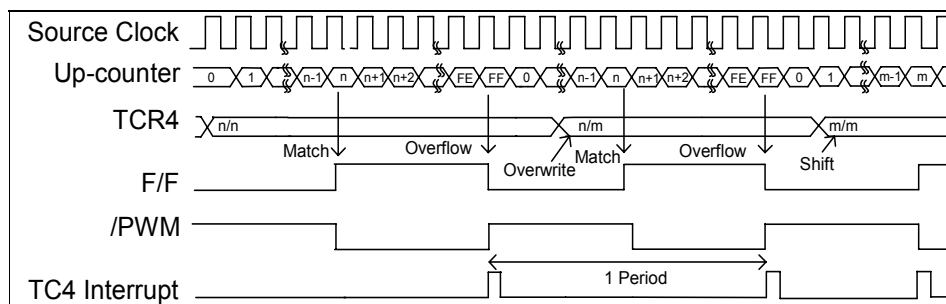 Source Clock
Up-counter
0 1 n-1 n n+1 n+2 FE FF 0 n-1 n n+1 n+2 FE FF 0 1 m-1 m
TCR4
n/n n/m m/m
Match Overflow Overwrite Match Overflow Shift
F/F
/PWM
1 Period
TC4 Interrupt